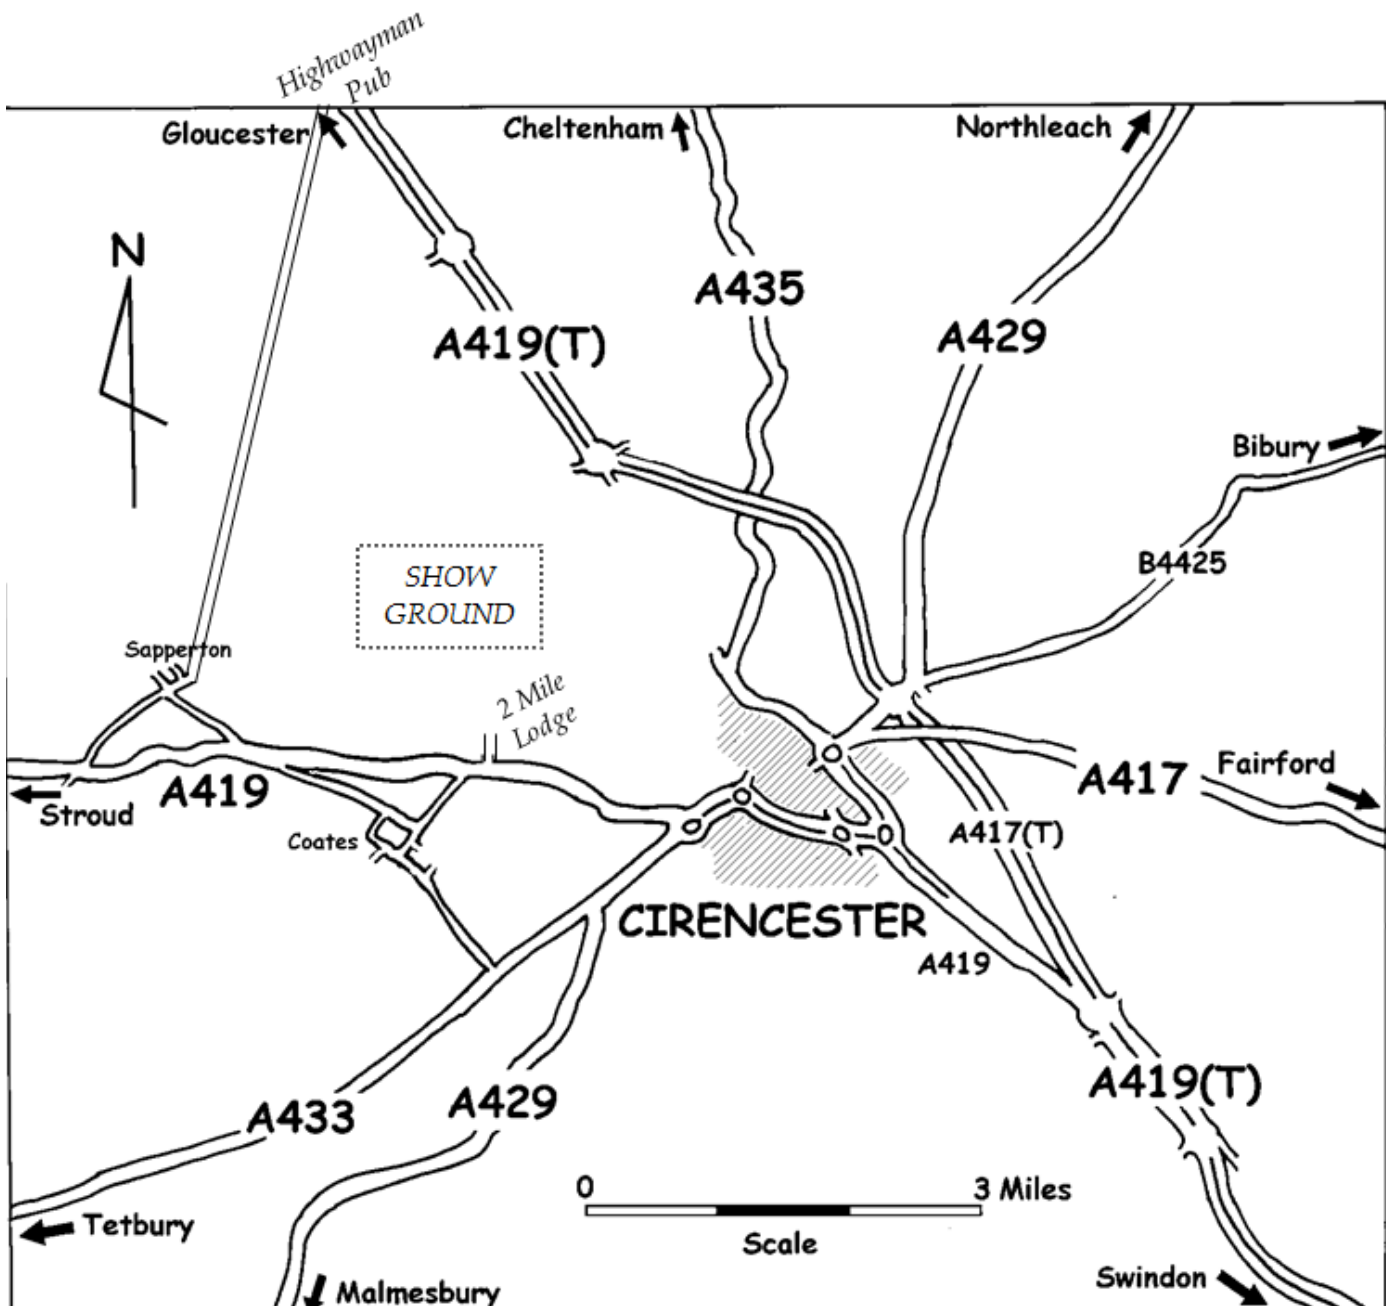 Highwayman
Pub
Gloucester
Cheltenham
Northleach
N
A435
A419(T)
A429
Bibury
B4425
SHOW
GROUND
Sapperton
2 Mile
Lodge
A419
Stroud
Coates
A417
Fairford
A417(T)
CIRENCESTER
A419
A419(T)
A433
A429
0
3 Miles
Scale
Tetbury
Malmesbury
Swindon